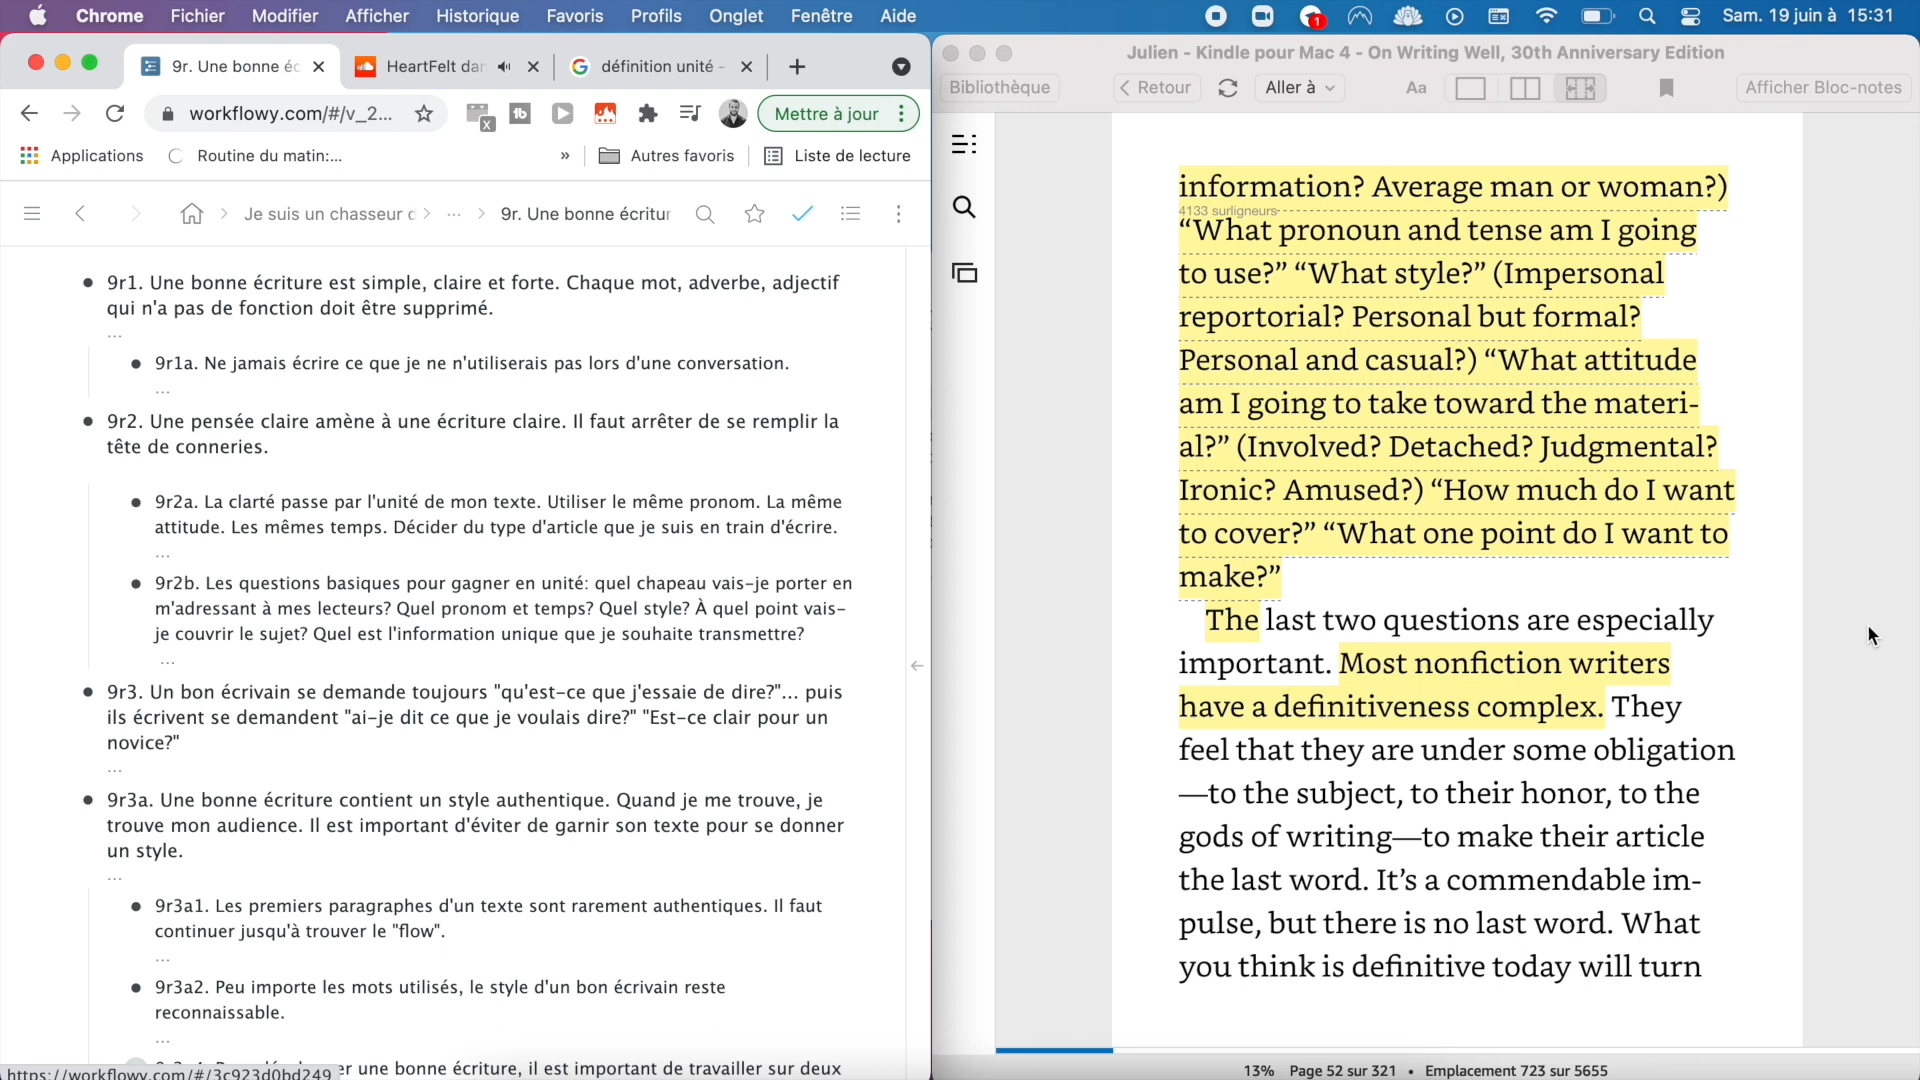 Chrome Fichier Modifier Afficher Historique Favoris Profils Onglet Fenêtre Aide
1 Sam. 19 juin à 15:31
9r. Une bonne éc
HeartFelt dan
définition unité -
workflowy.com/#/v_2...
x
tb
Mettre à jour
Applications
Routine du matin:...
»
Autres favoris
Liste de lecture
Je suis un chasseur d > ... > 9r. Une bonne écritur
9r1. Une bonne écriture est simple, claire et forte. Chaque mot, adverbe, adjectif
qui n'a pas de fonction doit être supprimé.
...
9r1a. Ne jamais écrire ce que je ne n'utiliserais pas lors d'une conversation.
...
9r2. Une pensée claire amène à une écriture claire. Il faut arrêter de se remplir la
tête de conneries.
9r2a. La clarté passe par l'unité de mon texte. Utiliser le même pronom. La même
attitude. Les mêmes temps. Décider du type d'article que je suis en train d'écrire.
...
9r2b. Les questions basiques pour gagner en unité: quel chapeau vais-je porter en
m'adressant à mes lecteurs? Quel pronom et temps? Quel style? À quel point vais-
je couvrir le sujet? Quel est l'information unique que je souhaite transmettre?
...
9r3. Un bon écrivain se demande toujours "qu'est-ce que j'essaie de dire?"... puis
ils écrivent se demandent "ai-je dit ce que je voulais dire?" "Est-ce clair pour un
novice?"
...
9r3a. Une bonne écriture contient un style authentique. Quand je me trouve, je
trouve mon audience. Il est important d'éviter de garnir son texte pour se donner
un style.
...
9r3a1. Les premiers paragraphes d'un texte sont rarement authentiques. Il faut
continuer jusqu'à trouver le "flow".
...
9r3a2. Peu importe les mots utilisés, le style d'un bon écrivain reste
reconnaissable.
...
er une bonne écriture, il est important de travailler sur deux
https://workflowy.com/#/3c923d0bd249
Julien - Kindle pour Mac 4 - On Writing Well, 30th Anniversary Edition
Bibliothèque
Retour
Aller à
Aa
Afficher Bloc-notes
information? Average man or woman?)
4133 surligneurs
“What pronoun and tense am I going
to use?” “What style?” (Impersonal
reportorial? Personal but formal?
Personal and casual?) “What attitude
am I going to take toward the materi-
al?” (Involved? Detached? Judgmental?
Ironic? Amused?) “How much do I want
to cover?” “What one point do I want to
make?”
The last two questions are especially
important. Most nonfiction writers
have a definitiveness complex. They
feel that they are under some obligation
—to the subject, to their honor, to the
gods of writing—to make their article
the last word. It’s a commendable im-
pulse, but there is no last word. What
you think is definitive today will turn
13% Page 52 sur 321 • Emplacement 723 sur 5655